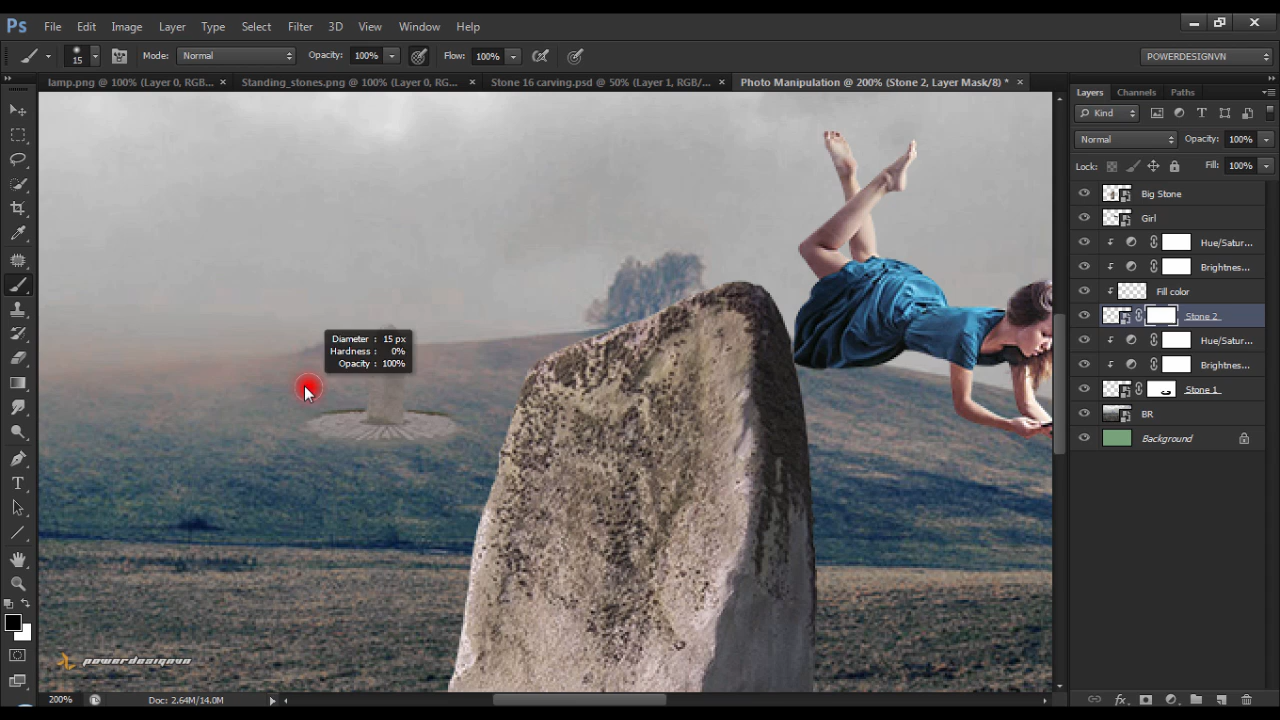 Ps File Edit Image Layer Type Select Filter 3D View Window Help
15 Mode: Normal Opacity: 100% Flow: 100% POWERDESIGNVN
lamp.png @ 100% (Layer 0, RGB... × Standing_stones.png @ 100% (Layer 0, RG... × Stone 16 carving.psd @ 50% (Layer 1, RGB/... × Photo Manipulation @ 200% (Stone 2, Layer Mask/8) * ×
Layers Channels Paths
Kind
Normal Opacity: 100%
Lock: Fill: 100%
Big Stone
Girl
Hue/Satur...
Brightnes...
Fill color
Stone 2
Hue/Satur...
Brightnes...
Stone 1
BR
Background
Diameter : 15 px
Hardness : 0%
Opacity : 100%
powerdesignvn
200% Doc: 2.64M/14.0M